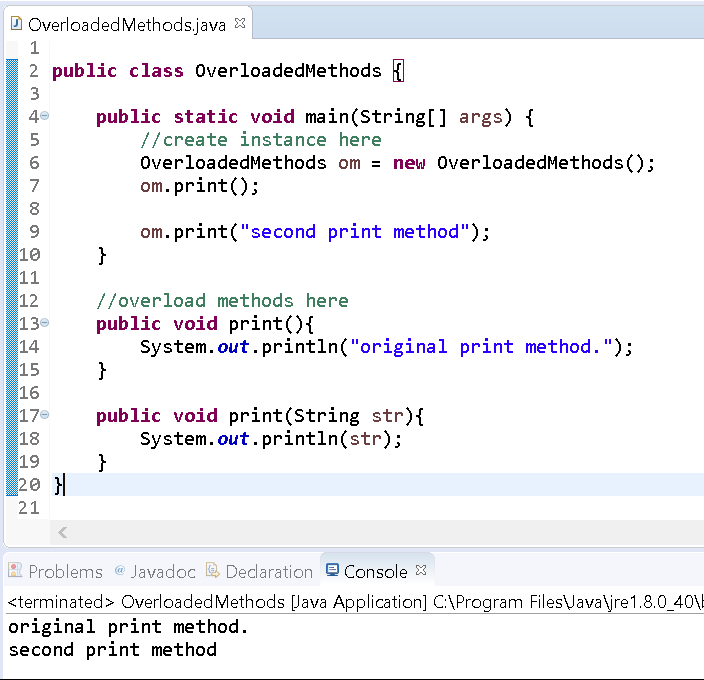 OverloadedMethods.java
1
2 public class OverloadedMethods {
3
4 public static void main(String[] args) {
5 //create instance here
6 OverloadedMethods om = new OverloadedMethods();
7 om.print();
8
9 om.print("second print method");
10 }
11
12 //overload methods here
13 public void print(){
14 System.out.println("original print method.");
15 }
16
17 public void print(String str){
18 System.out.println(str);
19 }
20 }
21
Problems @ Javadoc Declaration Console
<terminated> OverloadedMethods [Java Application] C:\Program Files\Java\jre1.8.0_40\b
original print method.
second print method